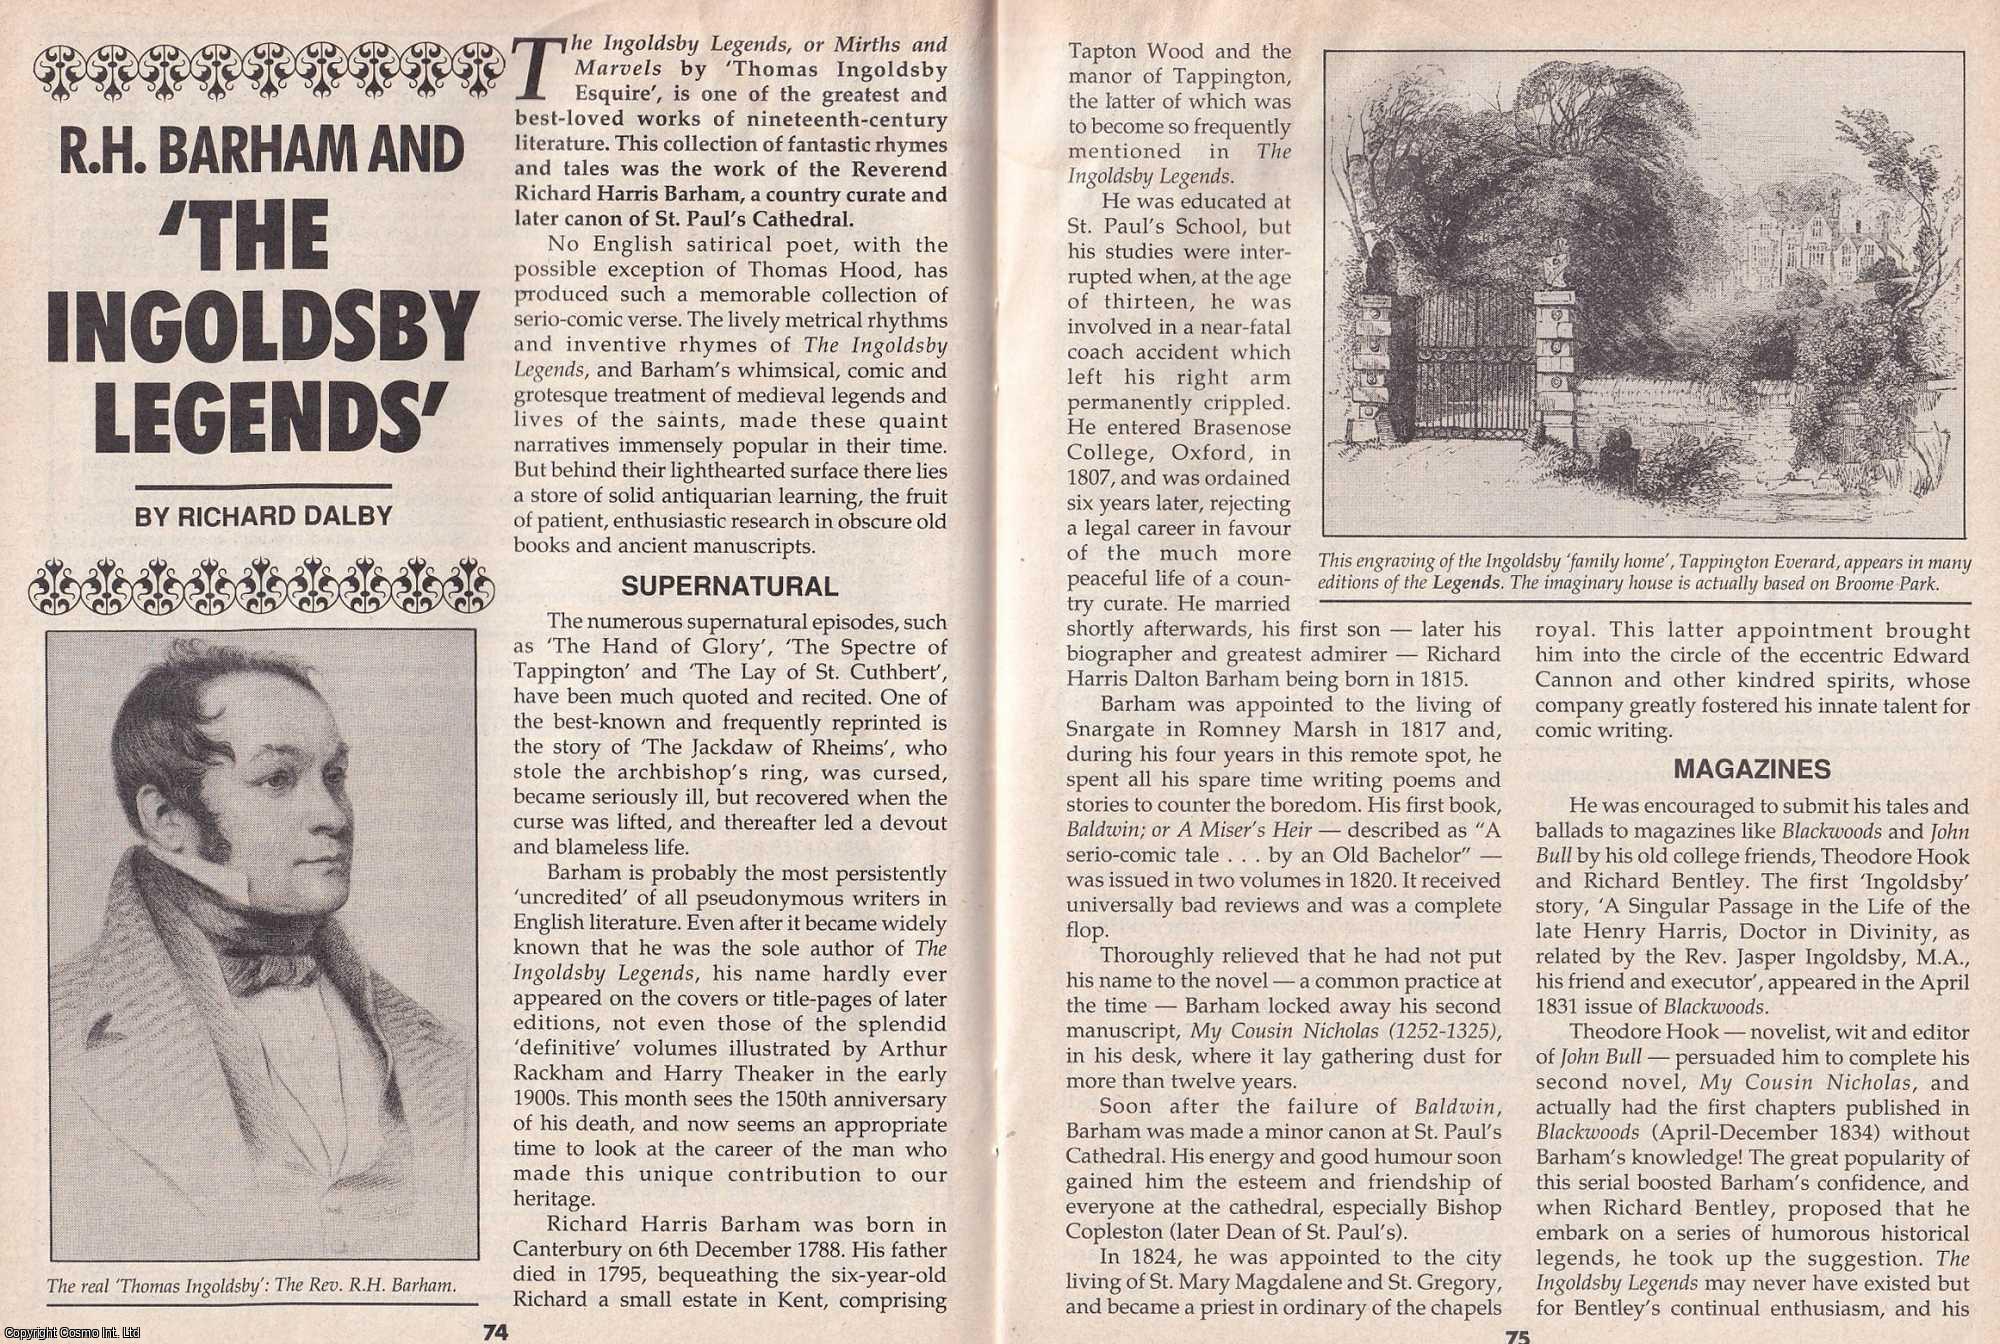 R.H. BARHAM AND
‘THE
INGOLDSBY
LEGENDS’
BY RICHARD DALBY
The real ‘Thomas Ingoldsby’: The Rev. R.H. Barham.
The Ingoldsby Legends, or Mirths and
Marvels by ‘Thomas Ingoldsby
Esquire’, is one of the greatest and
best-loved works of nineteenth-century
literature. This collection of fantastic rhymes
and tales was the work of the Reverend
Richard Harris Barham, a country curate and
later canon of St. Paul’s Cathedral.
No English satirical poet, with the
possible exception of Thomas Hood, has
produced such a memorable collection of
serio-comic verse. The lively metrical rhythms
and inventive rhymes of The Ingoldsby
Legends, and Barham’s whimsical, comic and
grotesque treatment of medieval legends and
lives of the saints, made these quaint
narratives immensely popular in their time.
But behind their lighthearted surface there lies
a store of solid antiquarian learning, the fruit
of patient, enthusiastic research in obscure old
books and ancient manuscripts.
SUPERNATURAL
The numerous supernatural episodes, such
as ‘The Hand of Glory’, ‘The Spectre of
Tappington’ and ‘The Lay of St. Cuthbert’,
have been much quoted and recited. One of
the best-known and frequently reprinted is
the story of ‘The Jackdaw of Rheims’, who
stole the archbishop’s ring, was cursed,
became seriously ill, but recovered when the
curse was lifted, and thereafter led a devout
and blameless life.
Barham is probably the most persistently
‘uncredited’ of all pseudonymous writers in
English literature. Even after it became widely
known that he was the sole author of The
Ingoldsby Legends, his name hardly ever
appeared on the covers or title-pages of later
editions, not even those of the splendid
‘definitive’ volumes illustrated by Arthur
Rackham and Harry Theaker in the early
1900s. This month sees the 150th anniversary
of his death, and now seems an appropriate
time to look at the career of the man who
made this unique contribution to our
heritage.
Richard Harris Barham was born in
Canterbury on 6th December 1788. His father
died in 1795, bequeathing the six-year-old
Richard a small estate in Kent, comprising
74
Copyright Cosmo Int. Ltd
Tapton Wood and the
manor of Tappington,
the latter of which was
to become so frequently
mentioned in The
Ingoldsby Legends.
He was educated at
St. Paul’s School, but
his studies were inter-
rupted when, at the age
of thirteen, he was
involved in a near-fatal
coach accident which
left his right arm
permanently crippled.
He entered Brasenose
College, Oxford, in
1807, and was ordained
six years later, rejecting
a legal career in favour
of the much more
peaceful life of a coun-
try curate. He married
shortly afterwards, his first son — later his
biographer and greatest admirer — Richard
Harris Dalton Barham being born in 1815.
Barham was appointed to the living of
Snargate in Romney Marsh in 1817 and,
during his four years in this remote spot, he
spent all his spare time writing poems and
stories to counter the boredom. His first book,
Baldwin; or A Miser’s Heir — described as “A
serio-comic tale . . . by an Old Bachelor” —
was issued in two volumes in 1820. It received
universally bad reviews and was a complete
flop.
Thoroughly relieved that he had not put
his name to the novel — a common practice at
the time — Barham locked away his second
manuscript, My Cousin Nicholas (1252-1325),
in his desk, where it lay gathering dust for
more than twelve years.
Soon after the failure of Baldwin,
Barham was made a minor canon at St. Paul’s
Cathedral. His energy and good humour soon
gained him the esteem and friendship of
everyone at the cathedral, especially Bishop
Copleston (later Dean of St. Paul’s).
In 1824, he was appointed to the city
living of St. Mary Magdalene and St. Gregory,
and became a priest in ordinary of the chapels
This engraving of the Ingoldsby ‘family home’, Tappington Everard, appears in many
editions of the Legends. The imaginary house is actually based on Broome Park.
royal. This latter appointment brought
him into the circle of the eccentric Edward
Cannon and other kindred spirits, whose
company greatly fostered his innate talent for
comic writing.
MAGAZINES
He was encouraged to submit his tales and
ballads to magazines like Blackwoods and John
Bull by his old college friends, Theodore Hook
and Richard Bentley. The first ‘Ingoldsby’
story, ‘A Singular Passage in the Life of the
late Henry Harris, Doctor in Divinity, as
related by the Rev. Jasper Ingoldsby, M.A.,
his friend and executor’, appeared in the April
1831 issue of Blackwoods.
Theodore Hook — novelist, wit and editor
of John Bull — persuaded him to complete his
second novel, My Cousin Nicholas, and
actually had the first chapters published in
Blackwoods (April-December 1834) without
Barham’s knowledge! The great popularity of
this serial boosted Barham’s confidence, and
when Richard Bentley, proposed that he
embark on a series of humorous historical
legends, he took up the suggestion. The
Ingoldsby Legends may never have existed but
for Bentley’s continual enthusiasm, and his
75